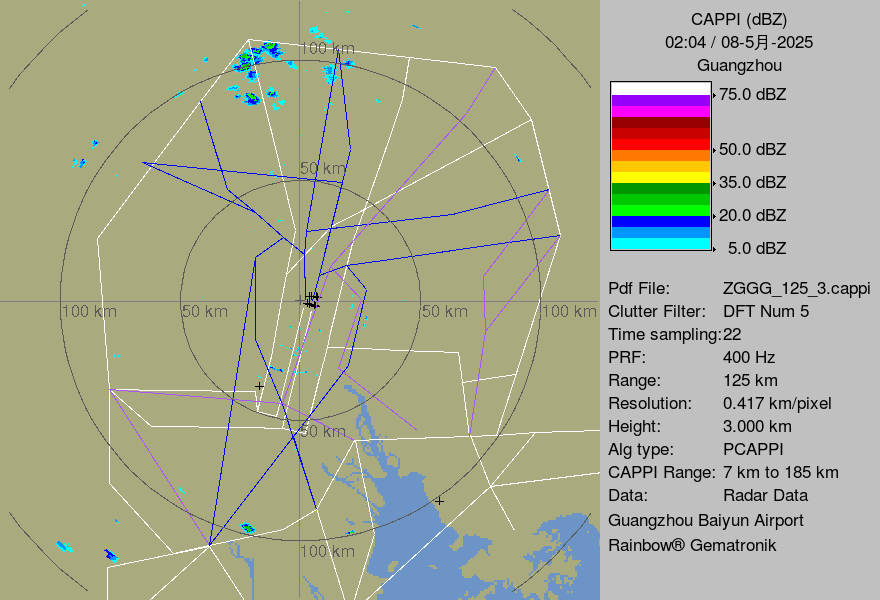 CAPPI (dBZ)
02:04 / 08-5月-2025
Guangzhou
75.0 dBZ
50.0 dBZ
35.0 dBZ
20.0 dBZ
5.0 dBZ
Pdf File: ZGGG_125_3.cappi
Clutter Filter: DFT Num 5
Time sampling:22
PRF: 400 Hz
Range: 125 km
Resolution: 0.417 km/pixel
Height: 3.000 km
Alg type: PCAPPI
CAPPI Range: 7 km to 185 km
Data: Radar Data
Guangzhou Baiyun Airport
Rainbow® Gematronik
100 km
50 km
100 km
50 km
50 km
100 km
50 km
100 km